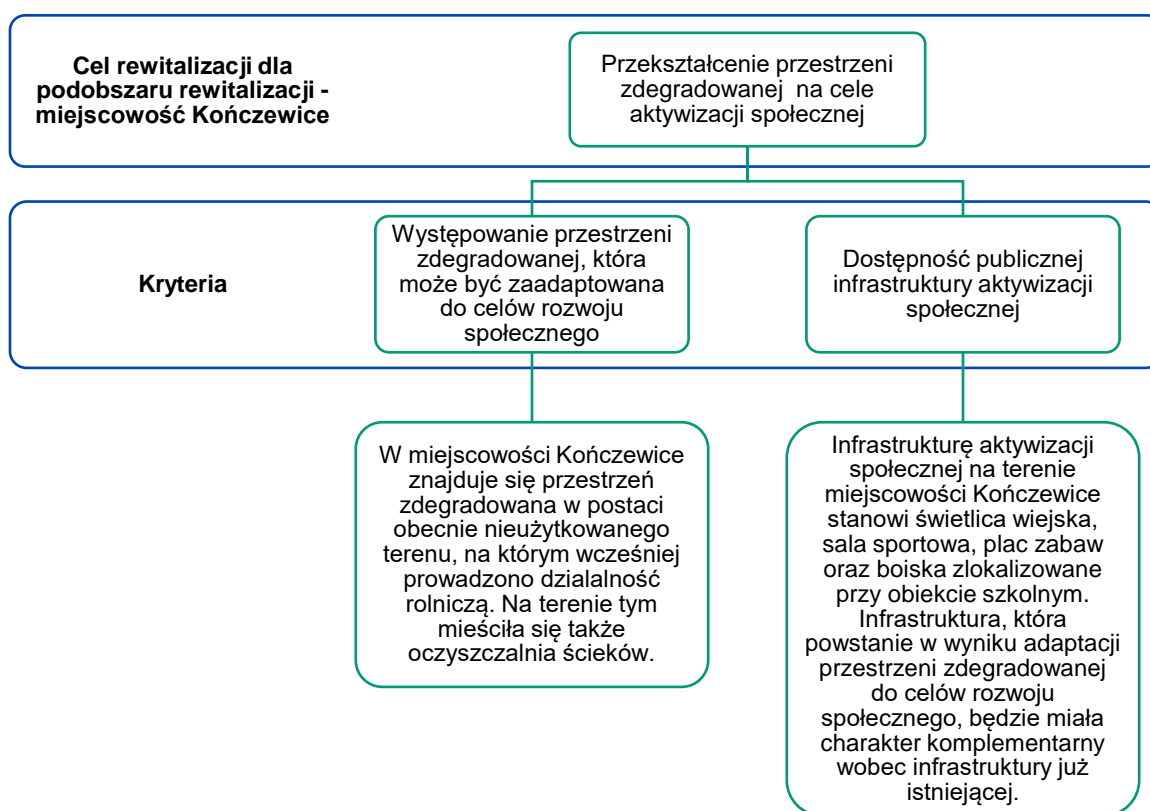 Cel rewitalizacji dla
podobszaru rewitalizacji -
miejscowość Kończewice
Przekształcenie przestrzeni
zdegradowanej na cele
aktywizacji społecznej
Kryteria
Występowanie przestrzeni
zdegradowanej, która
może być zaadaptowana
do celów rozwoju
społecznego
Dostępność publicznej
infrastruktury aktywizacji
społecznej
W miejscowości Kończewice
znajduje się przestrzeń
zdegradowana w postaci
obecnie nieużytkowanego
terenu, na którym wcześniej
prowadzono dzialalność
rolniczą. Na terenie tym
mieściła się także
oczyszczalnia ścieków.
Infrastrukturę aktywizacji
społecznej na terenie
miejscowości Kończewice
stanowi świetlica wiejska,
sala sportowa, plac zabaw
oraz boiska zlokalizowane
przy obiekcie szkolnym.
Infrastruktura, która
powstanie w wyniku adaptacji
przestrzeni zdegradowanej
do celów rozwoju
społecznego, będzie miała
charakter komplementarny
wobec infrastruktury już
istniejącej.